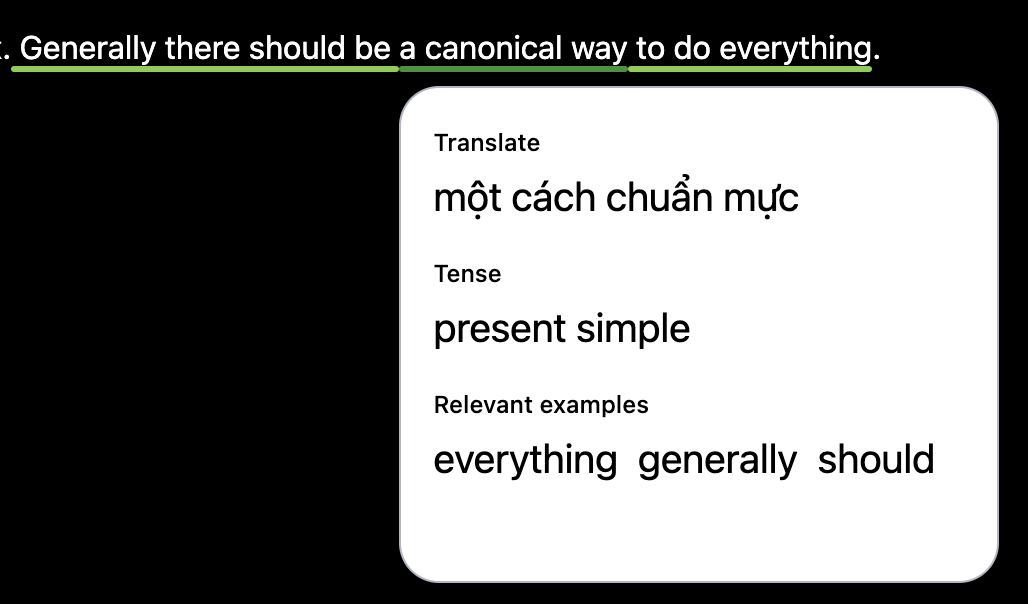 . Generally there should be a canonical way to do everything.
Translate
một cách chuẩn mực
Tense
present simple
Relevant examples
everything generally should